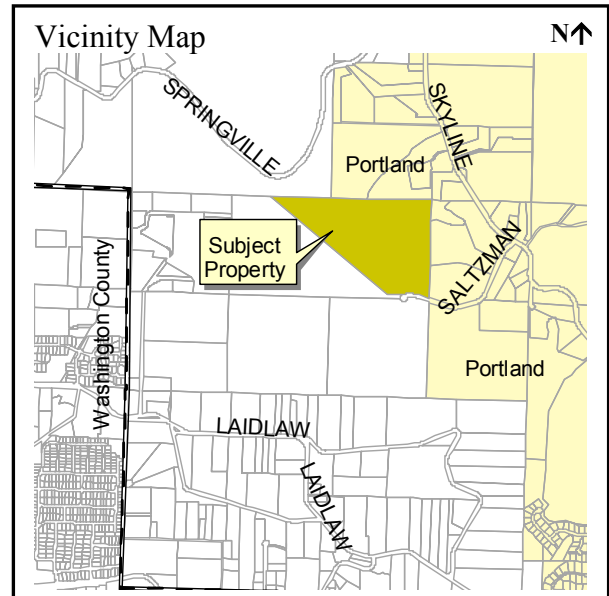 Vicinity Map
N↑
SPRINGVILLE
SKYLINE
Portland
Subject
Property
SALTZMAN
Washington County
Portland
LAIDLAW
LAIDLAW